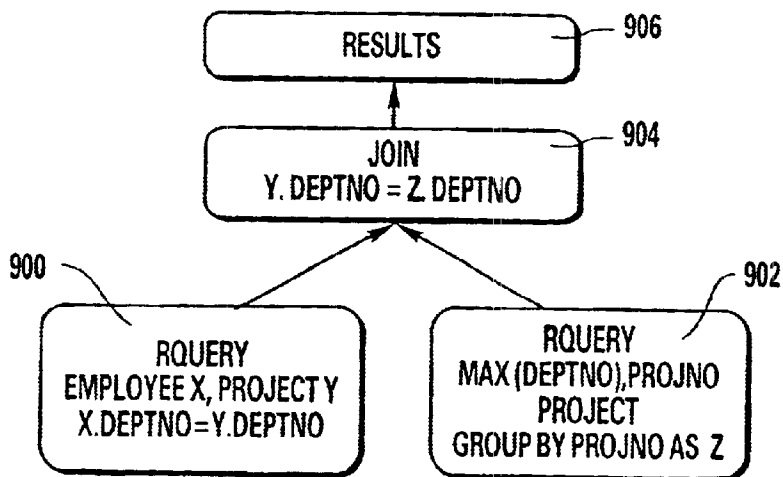 RESULTS
906
JOIN
Y. DEPTNO = Z. DEPTNO
904
900
RQUERY
EMPLOYEE X, PROJECT Y
X.DEPTNO=Y.DEPTNO
902
RQUERY
MAX (DEPTNO),PROJNO
PROJECT
GROUP BY PROJNO AS Z